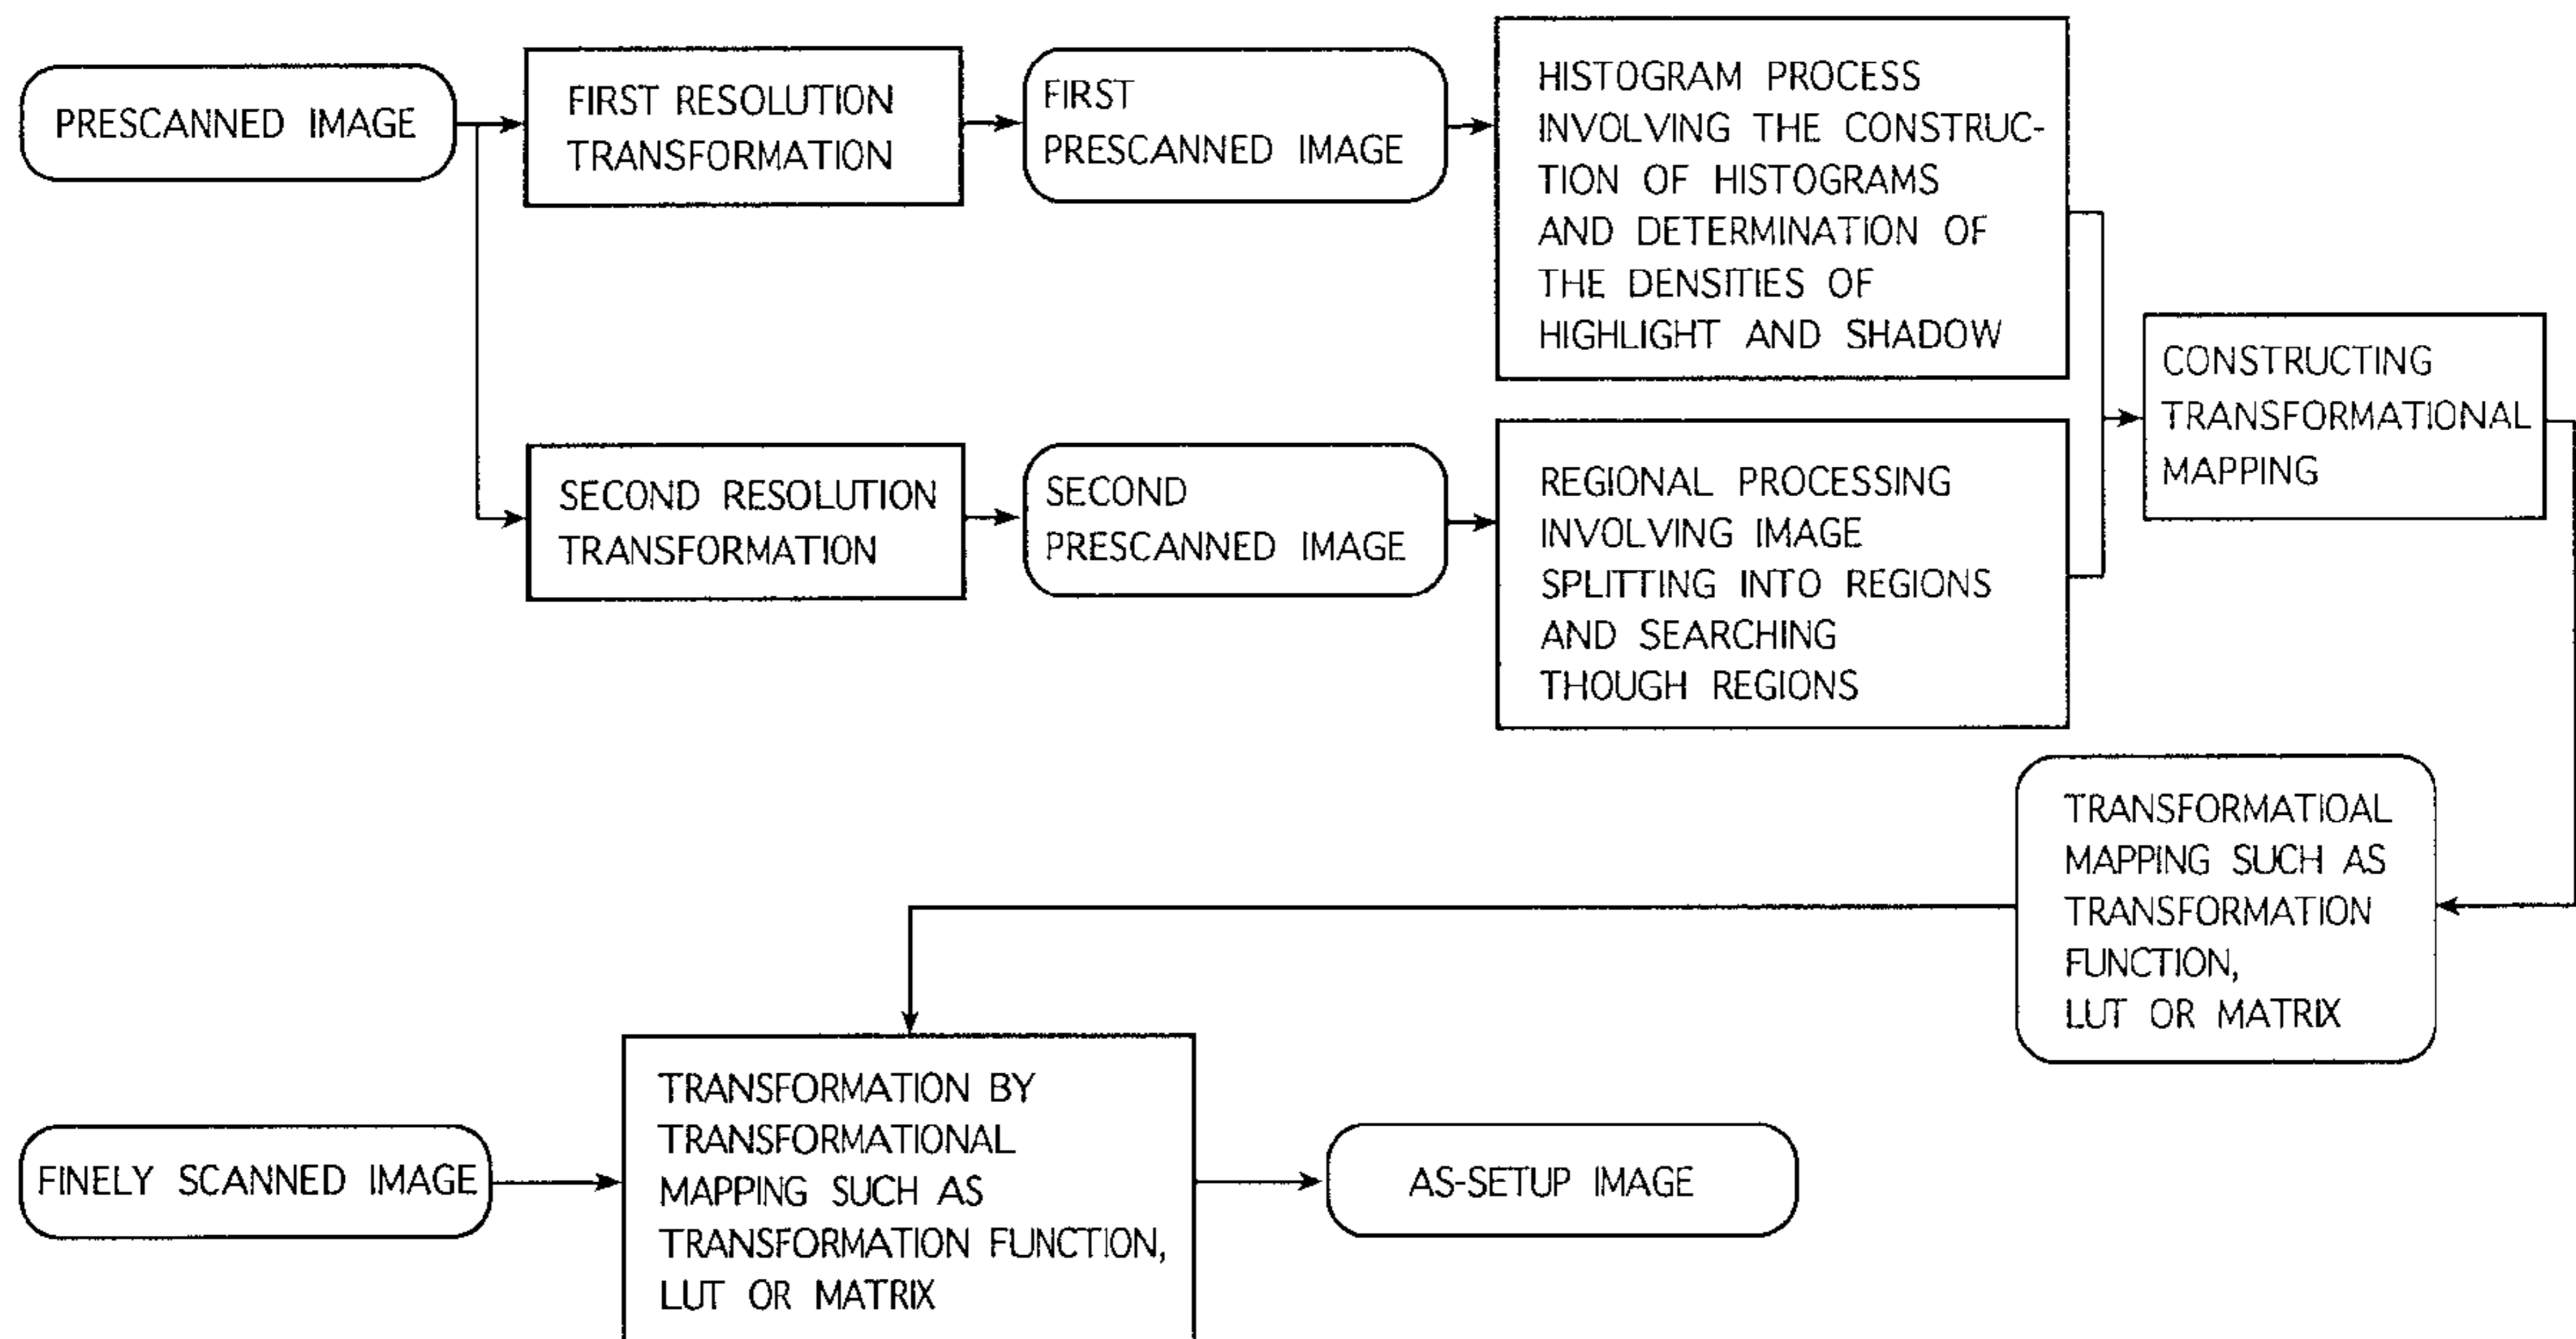 PRESCANNED IMAGE
FIRST RESOLUTION
TRANSFORMATION
FIRST
PRESCANNED IMAGE
HISTOGRAM PROCESS
INVOLVING THE CONSTRUC-
TION OF HISTOGRAMS
AND DETERMINATION OF
THE DENSITIES OF
HIGHLIGHT AND SHADOW
SECOND RESOLUTION
TRANSFORMATION
SECOND
PRESCANNED IMAGE
REGIONAL PROCESSING
INVOLVING IMAGE
SPLITTING INTO REGIONS
AND SEARCHING
THOUGH REGIONS
CONSTRUCTING
TRANSFORMATIONAL
MAPPING
TRANSFORMATIOAL
MAPPING SUCH AS
TRANSFORMATION
FUNCTION,
LUT OR MATRIX
FINELY SCANNED IMAGE
TRANSFORMATION BY
TRANSFORMATIONAL
MAPPING SUCH AS
TRANSFORMATION FUNCTION,
LUT OR MATRIX
AS-SETUP IMAGE